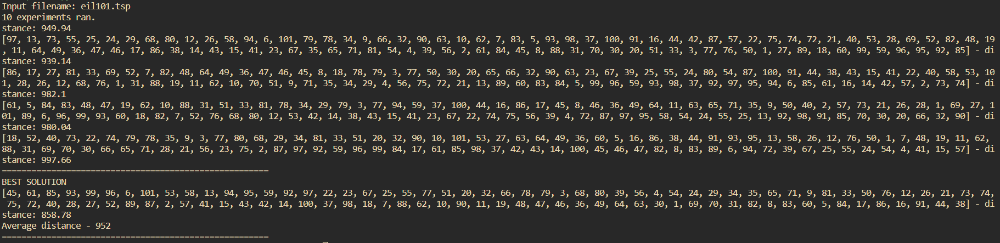 Input filename: eil101.tsp
10 experiments ran.
stance: 949.94
[97, 13, 73, 55, 25, 24, 29, 68, 80, 12, 26, 58, 94, 6, 101, 79, 78, 34, 9, 66, 32, 90, 63, 10, 62, 7, 83, 5, 93, 98, 37, 100, 91, 16, 44, 42, 87, 57, 22, 75, 74, 72, 21, 40, 53, 28, 69, 52, 82, 48, 19
, 11, 64, 49, 36, 47, 46, 17, 86, 38, 14, 43, 15, 41, 23, 67, 35, 65, 71, 81, 54, 4, 39, 56, 2, 61, 84, 45, 8, 88, 31, 70, 30, 20, 51, 33, 3, 77, 76, 50, 1, 27, 89, 18, 60, 99, 59, 96, 95, 92, 85] - di
stance: 939.14
[86, 17, 27, 81, 33, 69, 52, 7, 82, 48, 64, 49, 36, 47, 46, 45, 8, 18, 78, 79, 3, 77, 50, 30, 20, 65, 66, 32, 90, 63, 23, 67, 39, 25, 55, 24, 80, 54, 87, 100, 91, 44, 38, 43, 15, 41, 22, 40, 58, 53, 10
1, 28, 26, 12, 68, 76, 1, 31, 88, 19, 11, 62, 10, 70, 51, 9, 71, 35, 34, 29, 4, 56, 75, 72, 21, 13, 89, 60, 83, 84, 5, 99, 96, 59, 93, 98, 37, 92, 97, 95, 94, 6, 85, 61, 16, 14, 42, 57, 2, 73, 74] - di
stance: 982.1
[61, 5, 84, 83, 48, 47, 19, 62, 10, 88, 31, 51, 33, 81, 78, 34, 29, 79, 3, 77, 94, 59, 37, 100, 44, 16, 86, 17, 45, 8, 46, 36, 49, 64, 11, 63, 65, 71, 35, 9, 50, 40, 2, 57, 73, 21, 26, 28, 1, 69, 27, 1
01, 89, 6, 96, 99, 93, 60, 18, 82, 7, 52, 76, 68, 80, 12, 53, 42, 14, 38, 43, 15, 41, 23, 67, 22, 74, 75, 56, 39, 4, 72, 87, 97, 95, 58, 54, 24, 55, 25, 13, 92, 98, 91, 85, 70, 30, 20, 66, 32, 90] - di
stance: 980.04
[18, 52, 40, 73, 22, 74, 79, 78, 35, 9, 3, 77, 80, 68, 29, 34, 81, 33, 51, 20, 32, 90, 10, 101, 53, 27, 63, 64, 49, 36, 60, 5, 16, 86, 38, 44, 91, 93, 95, 13, 58, 26, 12, 76, 50, 1, 7, 48, 19, 11, 62,
88, 31, 69, 70, 30, 66, 65, 71, 28, 21, 56, 23, 75, 2, 87, 97, 92, 59, 96, 99, 84, 17, 61, 85, 98, 37, 42, 43, 14, 100, 45, 46, 47, 82, 8, 83, 89, 6, 94, 72, 39, 67, 25, 55, 24, 54, 4, 41, 15, 57] - di
stance: 997.66
======================================================
BEST SOLUTION
[45, 61, 85, 93, 99, 96, 6, 101, 53, 58, 13, 94, 95, 59, 92, 97, 22, 23, 67, 25, 55, 77, 51, 20, 32, 66, 78, 79, 3, 68, 80, 39, 56, 4, 54, 24, 29, 34, 35, 65, 71, 9, 81, 33, 50, 76, 12, 26, 21, 73, 74,
75, 72, 40, 28, 27, 52, 89, 87, 2, 57, 41, 15, 43, 42, 14, 100, 37, 98, 18, 7, 88, 62, 10, 90, 11, 19, 48, 47, 46, 36, 49, 64, 63, 30, 1, 69, 70, 31, 82, 8, 83, 60, 5, 84, 17, 86, 16, 91, 44, 38] - di
stance: 858.78
Average distance - 952
======================================================